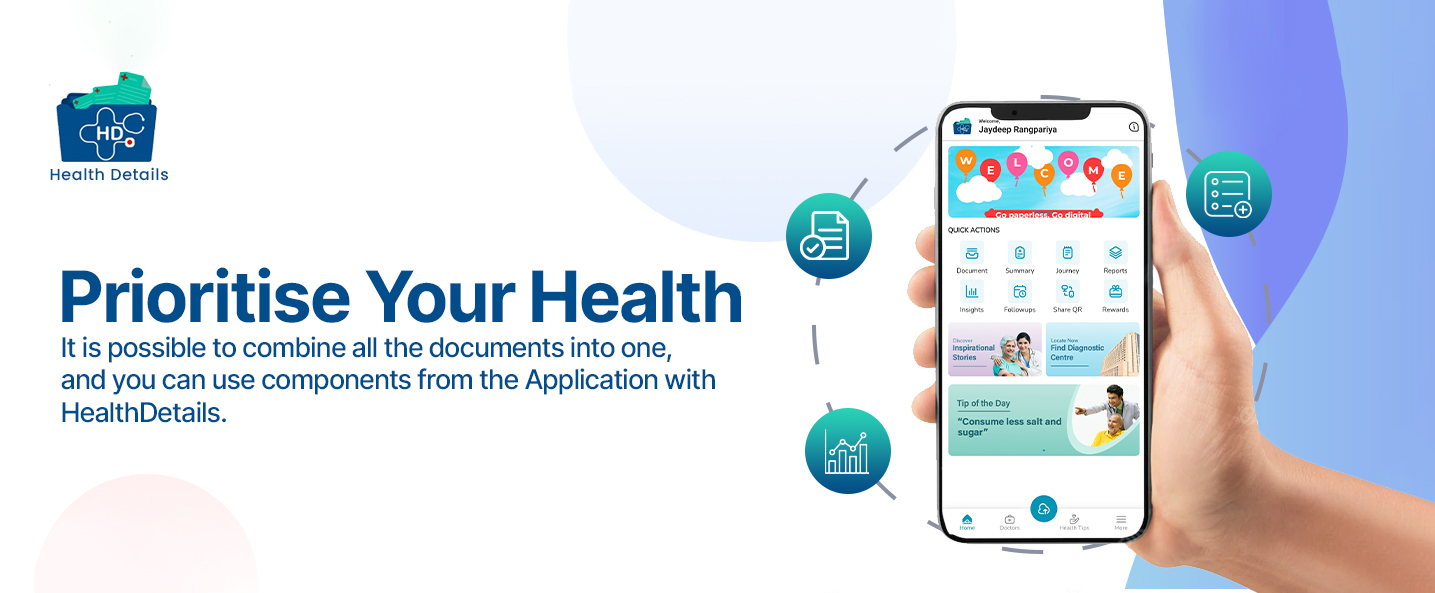 HD
Health Details
Prioritise Your Health
It is possible to combine all the documents into one,
and you can use components from the Application with
HealthDetails.
Welcome,
Jaydeep Rangpariya
WELCOME
Go paperless. Go digital
QUICK ACTIONS
Document Summary Journey Reports
Insights Followups Share QR Rewards
Discover
Inspirational
Stories
Locate Now
Find Diagnostic
Centre
Tip of the Day
“Consume less salt and
sugar”
Home Doctors Health Tips More